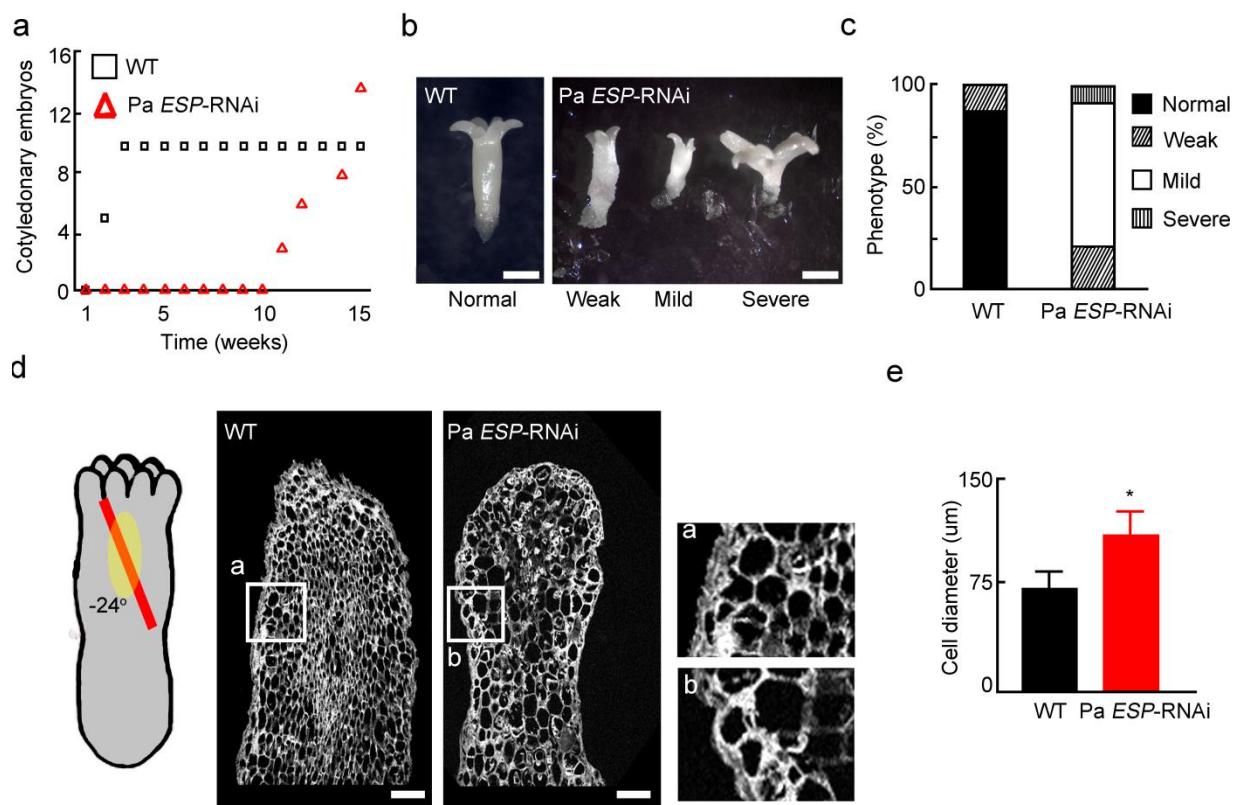 a
16
12
8
4
0
Cotyledonary embryos
WT
Pa ESP-RNAi
1 5 10 15
Time (weeks)
b
WT
Pa ESP-RNAi
Normal Weak Mild Severe
c
100
50
0
Phenotype (%)
WT Pa ESP-RNAi
Normal
Weak
Mild
Severe
d
-24º
WT
a
Pa ESP-RNAi
b
a
b
e
150
75
0
Cell diameter (um)
*
WT Pa ESP-RNAi